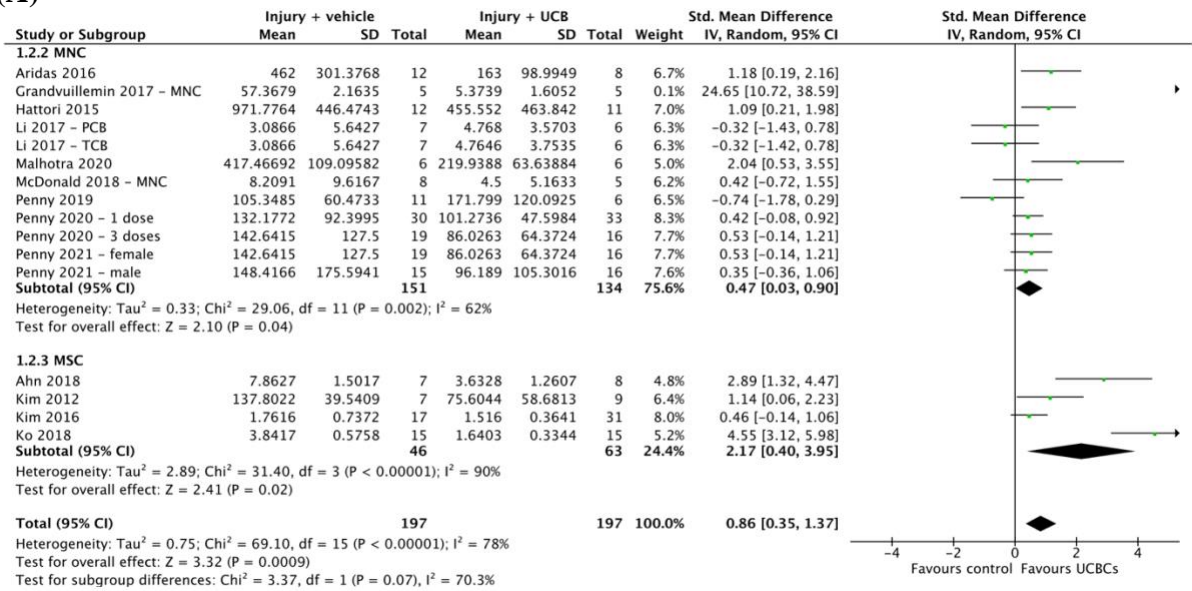 Injury + vehicle Injury + UCB Std. Mean Difference Std. Mean Difference
Study or Subgroup Mean SD Total Mean SD Total Weight IV, Random, 95% CI IV, Random, 95% CI
1.2.2 MNC
Aridas 2016 462 301.3768 12 163 98.9949 8 6.7% 1.18 [0.19, 2.16]
Grandvuillemin 2017 – MNC 57.3679 2.1635 5 5.3739 1.6052 5 0.1% 24.65 [10.72, 38.59]
Hattori 2015 971.7764 446.4743 12 455.552 463.842 11 7.0% 1.09 [0.21, 1.98]
Li 2017 – PCB 3.0866 5.6427 7 4.768 3.5703 6 6.3% -0.32 [-1.43, 0.78]
Li 2017 – TCB 3.0866 5.6427 7 4.7646 3.7535 6 6.3% -0.32 [-1.42, 0.78]
Malhotra 2020 417.46692 109.09582 6 219.9388 63.63884 6 5.0% 2.04 [0.53, 3.55]
McDonald 2018 – MNC 8.2091 9.6167 8 4.5 5.1633 5 6.2% 0.42 [-0.72, 1.55]
Penny 2019 105.3485 60.4733 11 171.799 120.0925 6 6.5% -0.74 [-1.78, 0.29]
Penny 2020 – 1 dose 132.1772 92.3995 30 101.2736 47.5984 33 8.3% 0.42 [-0.08, 0.92]
Penny 2020 – 3 doses 142.6415 127.5 19 86.0263 64.3724 16 7.7% 0.53 [-0.14, 1.21]
Penny 2021 – female 142.6415 127.5 19 86.0263 64.3724 16 7.7% 0.53 [-0.14, 1.21]
Penny 2021 – male 148.4166 175.5941 15 96.189 105.3016 16 7.6% 0.35 [-0.36, 1.06]
Subtotal (95% CI) 151 134 75.6% 0.47 [0.03, 0.90]
Heterogeneity: Tau² = 0.33; Chi² = 29.06, df = 11 (P = 0.002); I² = 62%
Test for overall effect: Z = 2.10 (P = 0.04)
1.2.3 MSC
Ahn 2018 7.8627 1.5017 7 3.6328 1.2607 8 4.8% 2.89 [1.32, 4.47]
Kim 2012 137.8022 39.5409 7 75.6044 58.6813 9 6.4% 1.14 [0.06, 2.23]
Kim 2016 1.7616 0.7372 17 1.516 0.3641 31 8.0% 0.46 [-0.14, 1.06]
Ko 2018 3.8417 0.5758 15 1.6403 0.3344 15 5.2% 4.55 [3.12, 5.98]
Subtotal (95% CI) 46 63 24.4% 2.17 [0.40, 3.95]
Heterogeneity: Tau² = 2.89; Chi² = 31.40, df = 3 (P < 0.00001); I² = 90%
Test for overall effect: Z = 2.41 (P = 0.02)
Total (95% CI) 197 197 100.0% 0.86 [0.35, 1.37]
Heterogeneity: Tau² = 0.75; Chi² = 69.10, df = 15 (P < 0.00001); I² = 78%
Test for overall effect: Z = 3.32 (P = 0.0009)
Test for subgroup differences: Chi² = 3.37, df = 1 (P = 0.07), I² = 70.3%
-4 -2 0 2 4
Favours control Favours UCBCs